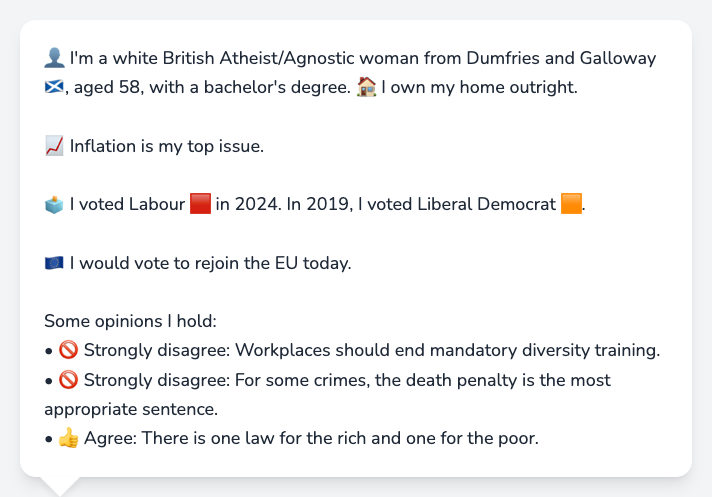 👤 I'm a white British Atheist/Agnostic woman from Dumfries and Galloway
🏴󠁧󠁢󠁳󠁣󠁴󠁿, aged 58, with a bachelor's degree. 🏠 I own my home outright.
📈 Inflation is my top issue.
🗳️ I voted Labour 🟥 in 2024. In 2019, I voted Liberal Democrat 🟧.
🇪🇺 I would vote to rejoin the EU today.
Some opinions I hold:
• 🚫 Strongly disagree: Workplaces should end mandatory diversity training.
• 🚫 Strongly disagree: For some crimes, the death penalty is the most
appropriate sentence.
• 👍 Agree: There is one law for the rich and one for the poor.